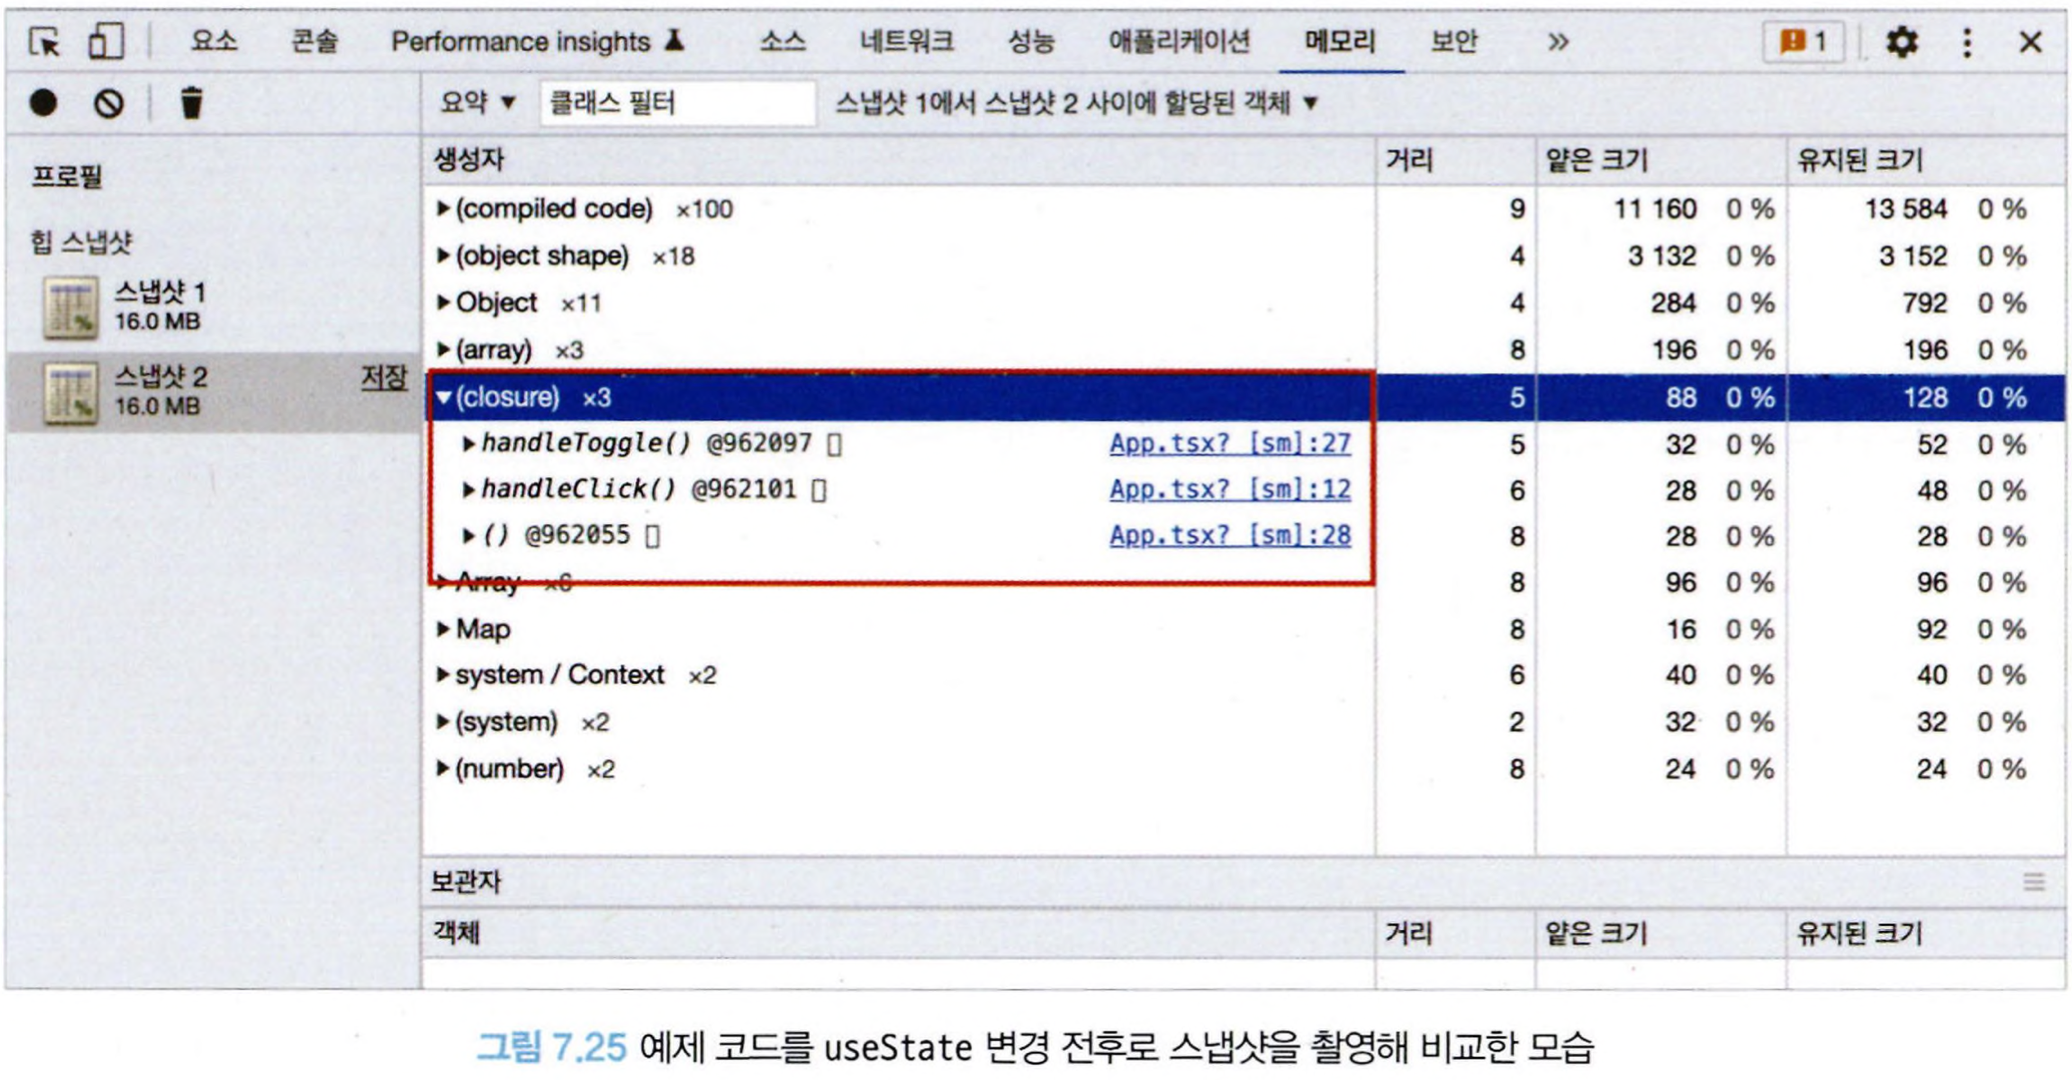 요소 콘솔 Performance insights 소스 네트워크 성능 애플리케이션 메모리 보안 » 1
요약 ▼ 클래스 필터 스냅샷 1에서 스냅샷 2 사이에 할당된 객체 ▼
프로필
힙 스냅샷
스냅샷 1
16.0 MB
스냅샷 2 저장
16.0 MB
생성자 거리 얕은 크기 유지된 크기
▶(compiled code) ×100 9 11 160 0 % 13 584 0 %
▶(object shape) ×18 4 3 132 0 % 3 152 0 %
▶Object ×11 4 284 0 % 792 0 %
▶(array) ×3 8 196 0 % 196 0 %
▼(closure) ×3 5 88 0 % 128 0 %
▶handleToggle() @962097 App.tsx? [sm]:27 5 32 0 % 52 0 %
▶handleClick() @962101 App.tsx? [sm]:12 6 28 0 % 48 0 %
▶() @962055 App.tsx? [sm]:28 8 28 0 % 28 0 %
▶Array ×6 8 96 0 % 96 0 %
▶Map 8 16 0 % 92 0 %
▶system / Context ×2 6 40 0 % 40 0 %
▶(system) ×2 2 32 0 % 32 0 %
▶(number) ×2 8 24 0 % 24 0 %
보관자
객체 거리 얕은 크기 유지된 크기
그림 7.25 예제 코드를 useState 변경 전후로 스냅샷을 촬영해 비교한 모습